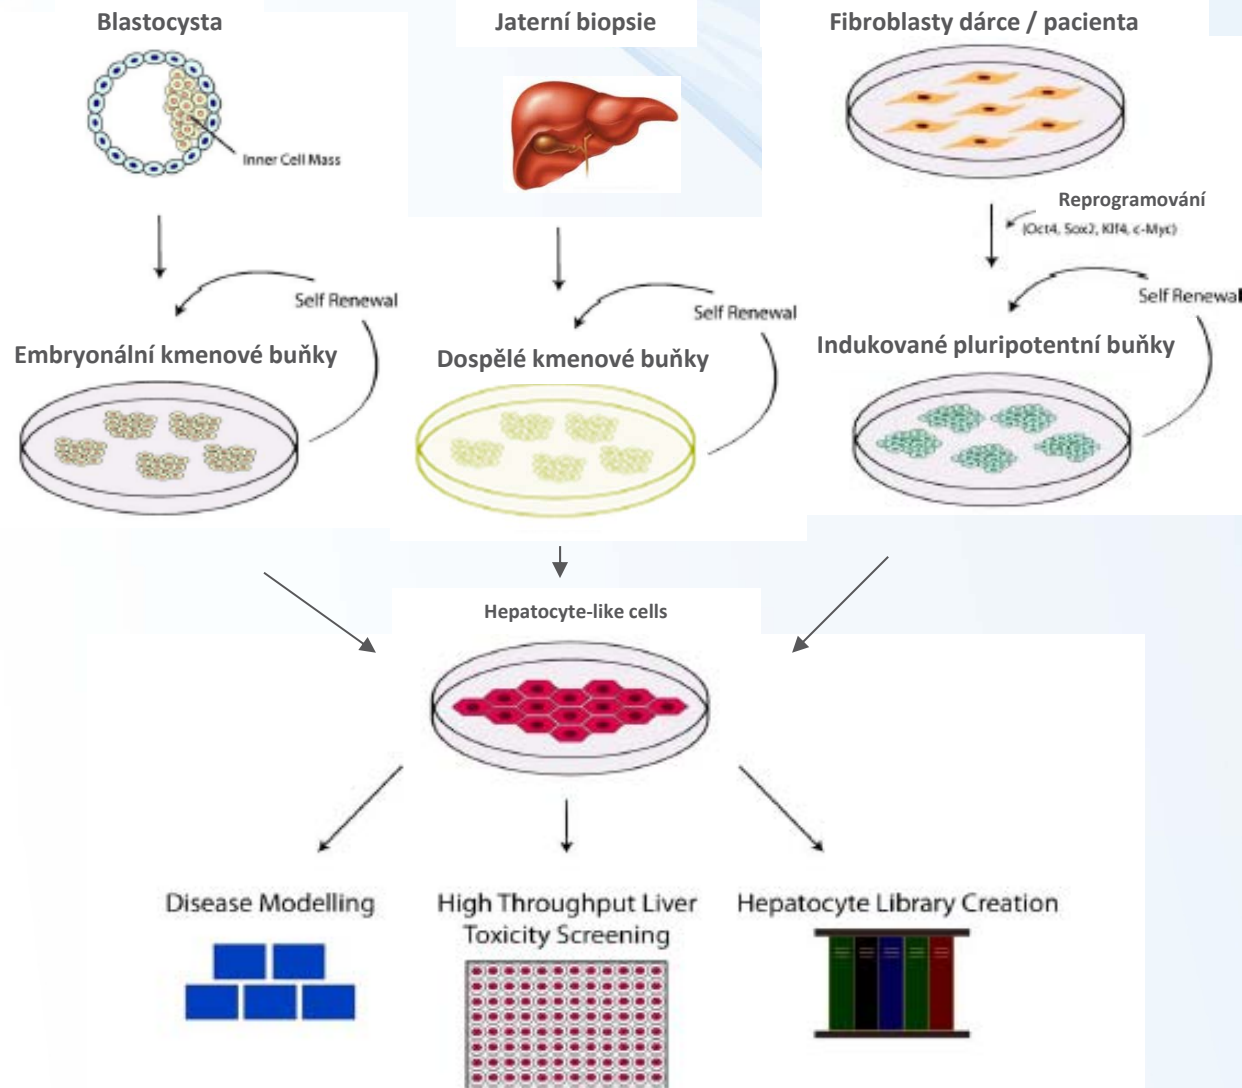 Blastocysta
Jaterní biopsie
Fibroblasty dárce / pacienta
Inner Cell Mass
Reprogramování
(Oct4, Sox2, Klf4, c-Myc)
Self Renewal
Self Renewal
Self Renewal
Embryonální kmenové buňky
Dospělé kmenové buňky
Indukované pluripotentní buňky
Hepatocyte-like cells
Disease Modelling
High Throughput Liver
Toxicity Screening
Hepatocyte Library Creation